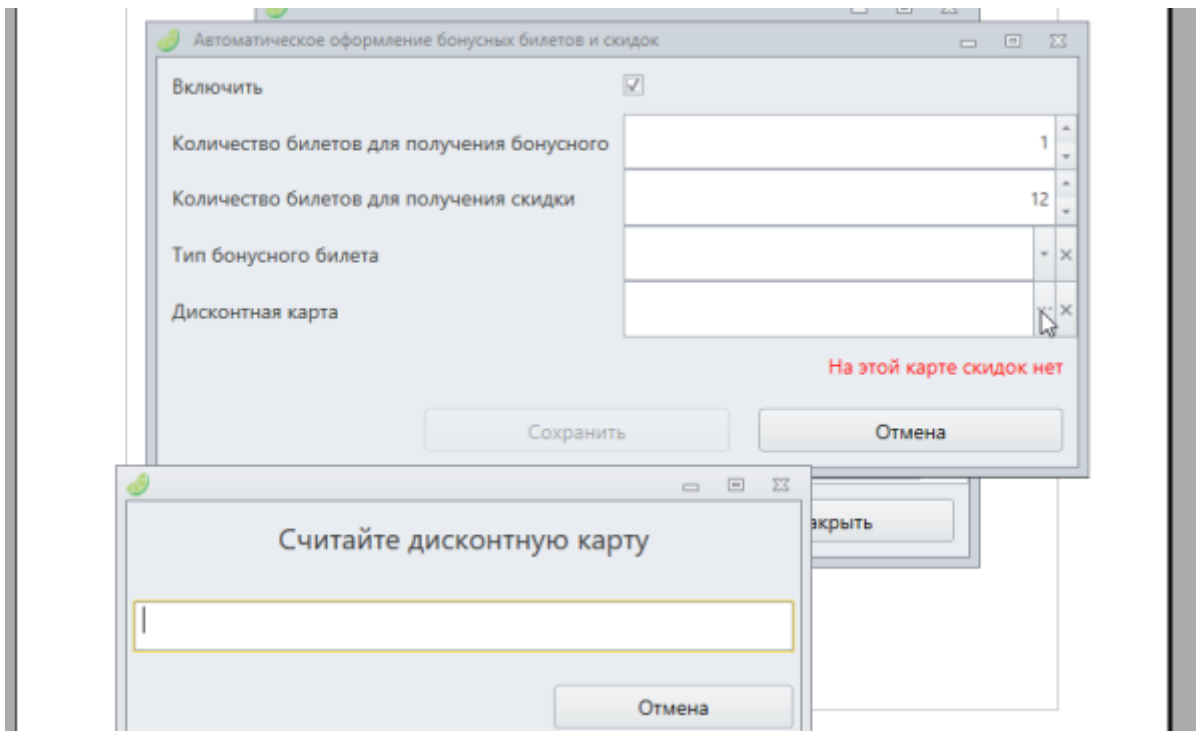 Автоматическое оформление бонусных билетов и скидок
Включить
Количество билетов для получения бонусного 1
Количество билетов для получения скидки 12
Тип бонусного билета
Дисконтная карта
На этой карте скидок нет
Сохранить Отмена
акрыть
Считайте дисконтную карту
Отмена